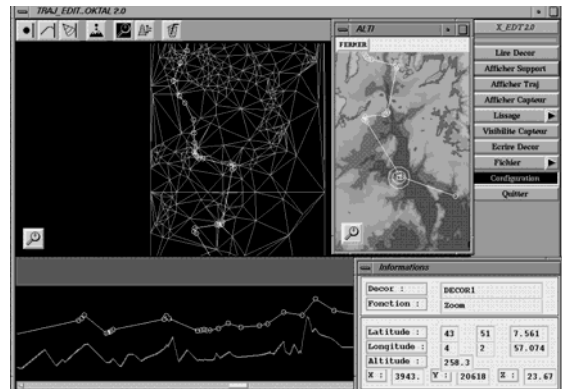 TRAJ_EDIT..OKTAL 2.0
ALTI
FERMER
X_EDT 2.0
Lire Decor
Afficher Support
Afficher Traj
Afficher Capteur
Lissage
Visibilite Capteur
Ecrire Decor
Fichier
Configuration
Quitter
Informations
Decor : DECOR1
Fonction : Zoom
Latitude : 43 51 7.561
Longitude : 4 2 57.074
Altitude : 258.3
X : 3943. Y : 20618 Z : 23.67